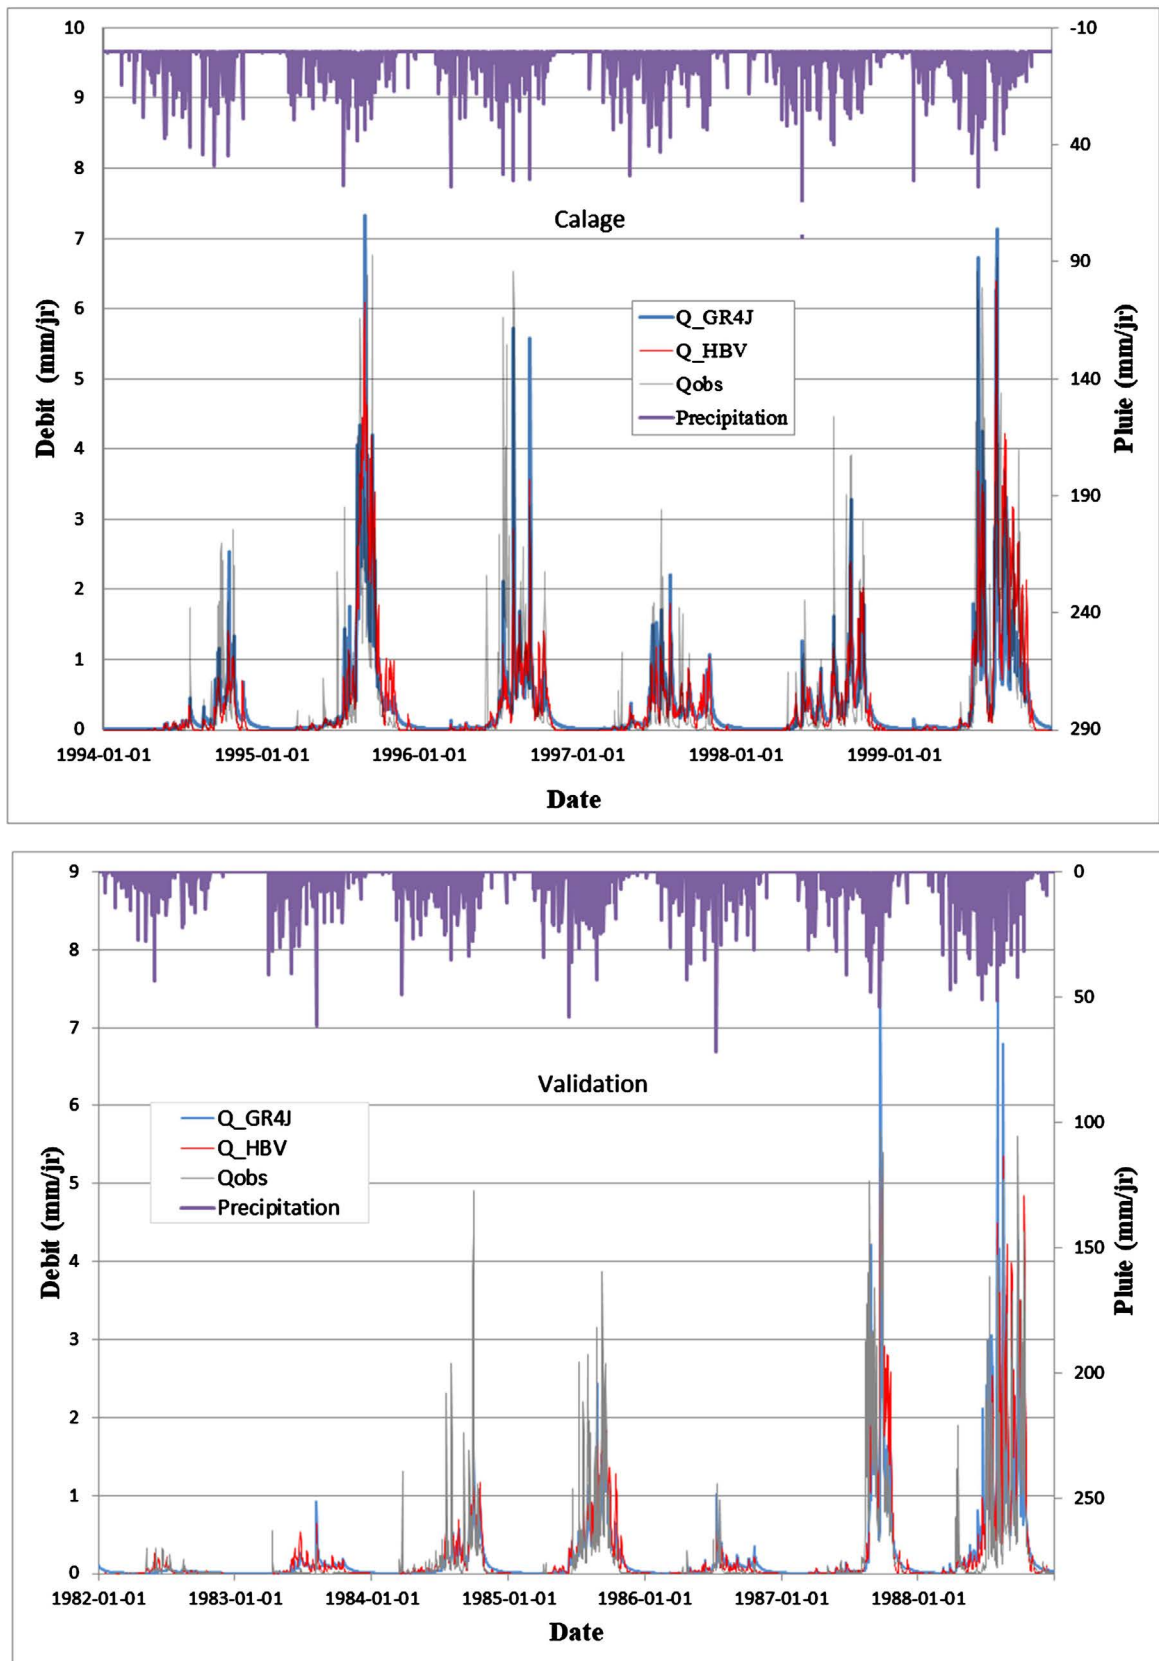 10
9
8
7
6
5
4
3
2
1
0
-10
40
90
140
190
240
290
Debit (mm/jr)
Pluie (mm/jr)
Calage
Q_GR4J
Q_HBV
Qobs
Precipitation
1994-01-01 1995-01-01 1996-01-01 1997-01-01 1998-01-01 1999-01-01
Date
9
8
7
6
5
4
3
2
1
0
0
50
100
150
200
250
Debit (mm/jr)
Pluie (mm/jr)
Validation
Q_GR4J
Q_HBV
Qobs
Precipitation
1982-01-01 1983-01-01 1984-01-01 1985-01-01 1986-01-01 1987-01-01 1988-01-01
Date